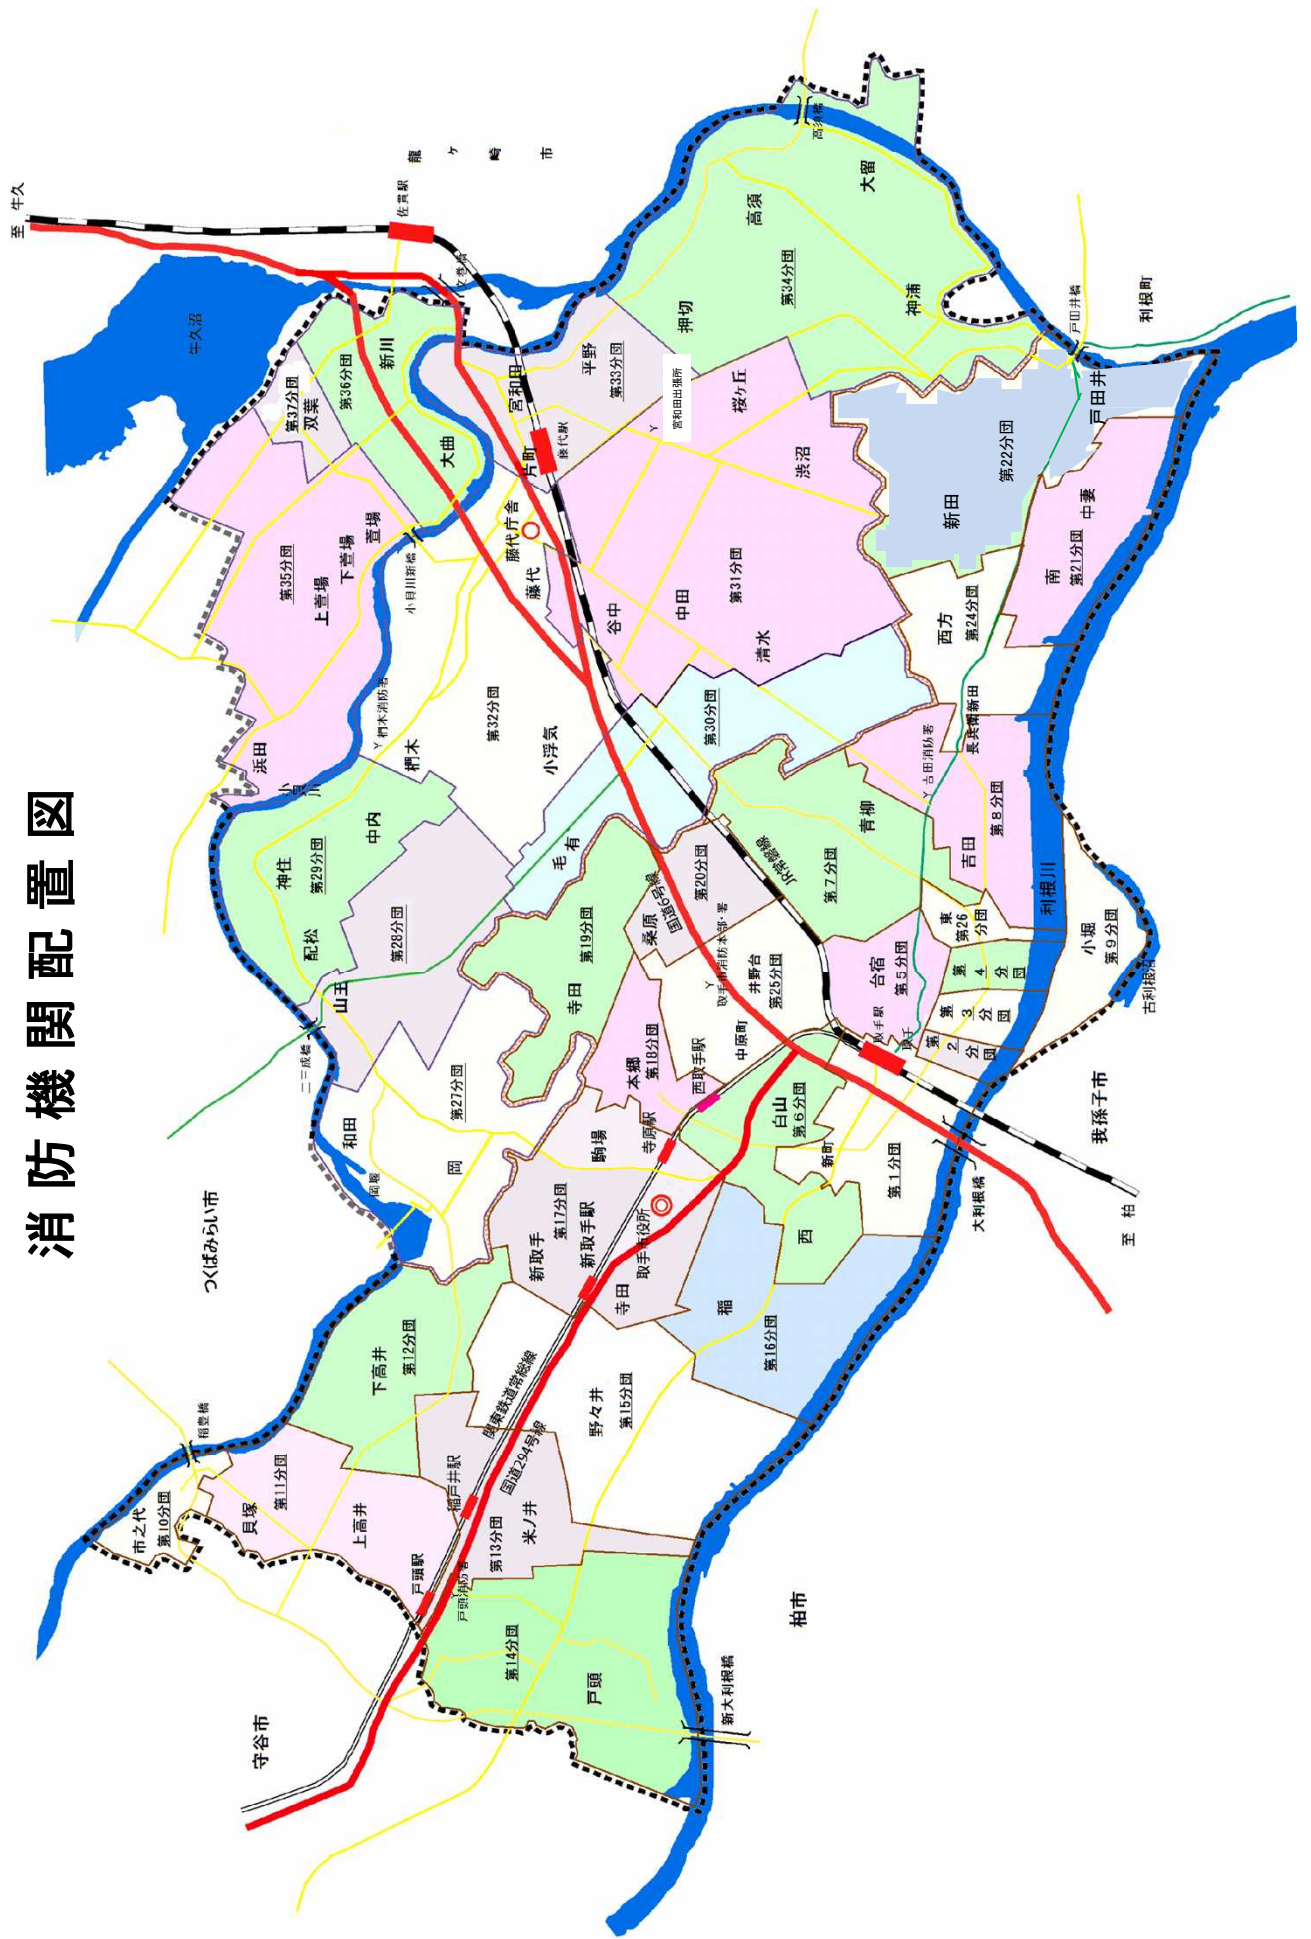 消防機関配置図
至 牛久
龍ヶ崎市
佐貫駅
文巻橋
牛久沼
高須橋
大留
高須
第34分団
神浦
押切
利根町
戸田井橋
戸田井
第37分団
双葉
第36分団
新川
大曲
宮和田
平野
第33分団
宮和田出張所
桜ヶ丘
片町
藤代駅
渋沼
第22分団
新田
中妻
南
第21分団
藤代庁舎
藤代
萱場
下萱場
上萱場
第35分団
小貝川新橋
谷中
中田
第31分団
清水
西方
第24分団
浜田
Y 椚木消防署
椚木
第32分団
小浮気
第30分団
長兵衛新田
小貝川
Y 吉田消防署
神住
第29分団
中内
毛有
青柳
第8分団
吉田
JR常磐線
第7分団
第20分団
国道6号線
桑原
利根川
配松
第28分団
第19分団
寺田
取手市消防本部・署
井野台
第25分団
東
第26分団
台宿
第5分団
第4分団
小堀
第9分団
古利根沼
山王
第3分団
第2分団
取手駅
取手
中原町
西取手駅
本郷
第18分団
二三成橋
第27分団
和田
岡堰
岡
白山
第6分団
新町
第1分団
我孫子市
大利根橋
至 柏
寺原駅
駒場
第17分団
新取手
新取手駅
取手市役所
寺田
西
稲
第16分団
つくばみらい市
下高井
第12分団
関東鉄道常総線
国道294号線
野々井
第15分団
稲豊橋
市之代
第10分団
貝塚
第11分団
上高井
稲戸井駅
第13分団
米ノ井
戸頭駅
戸頭消防署
第14分団
戸頭
柏市
新大利根橋
守谷市